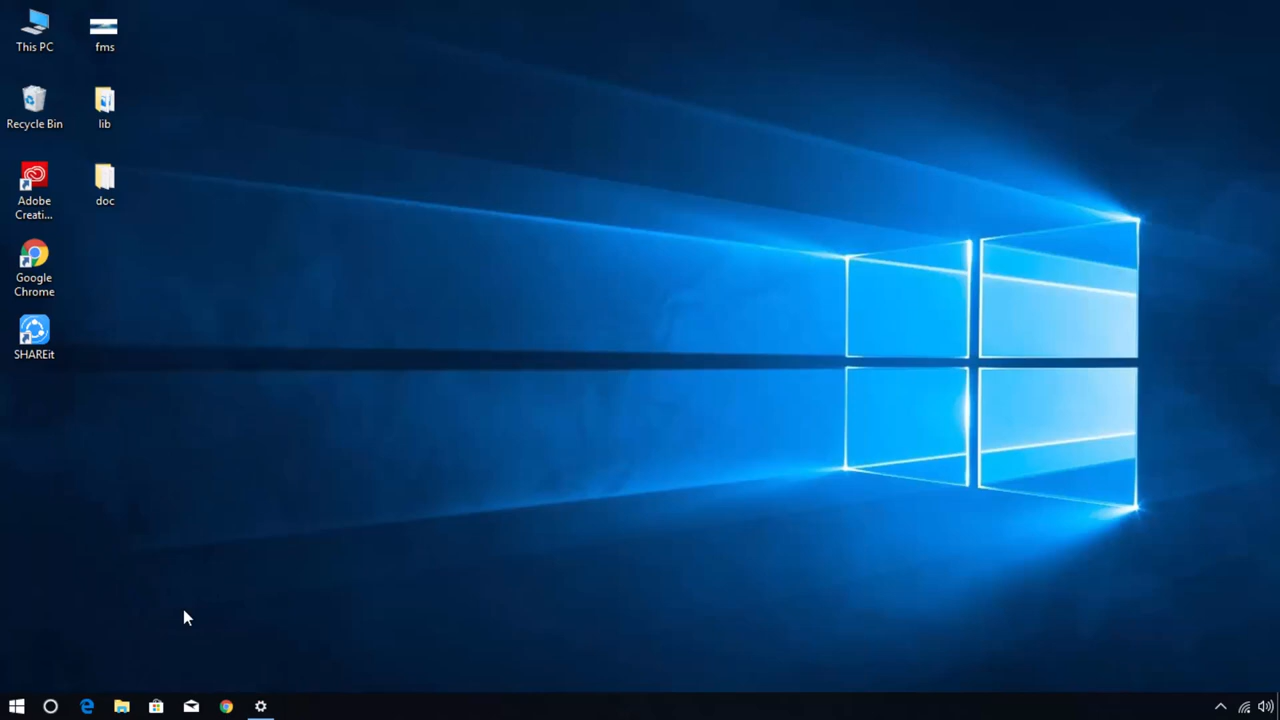 This PC
fms
Recycle Bin
lib
Adobe
Creati...
doc
Google
Chrome
SHAREit